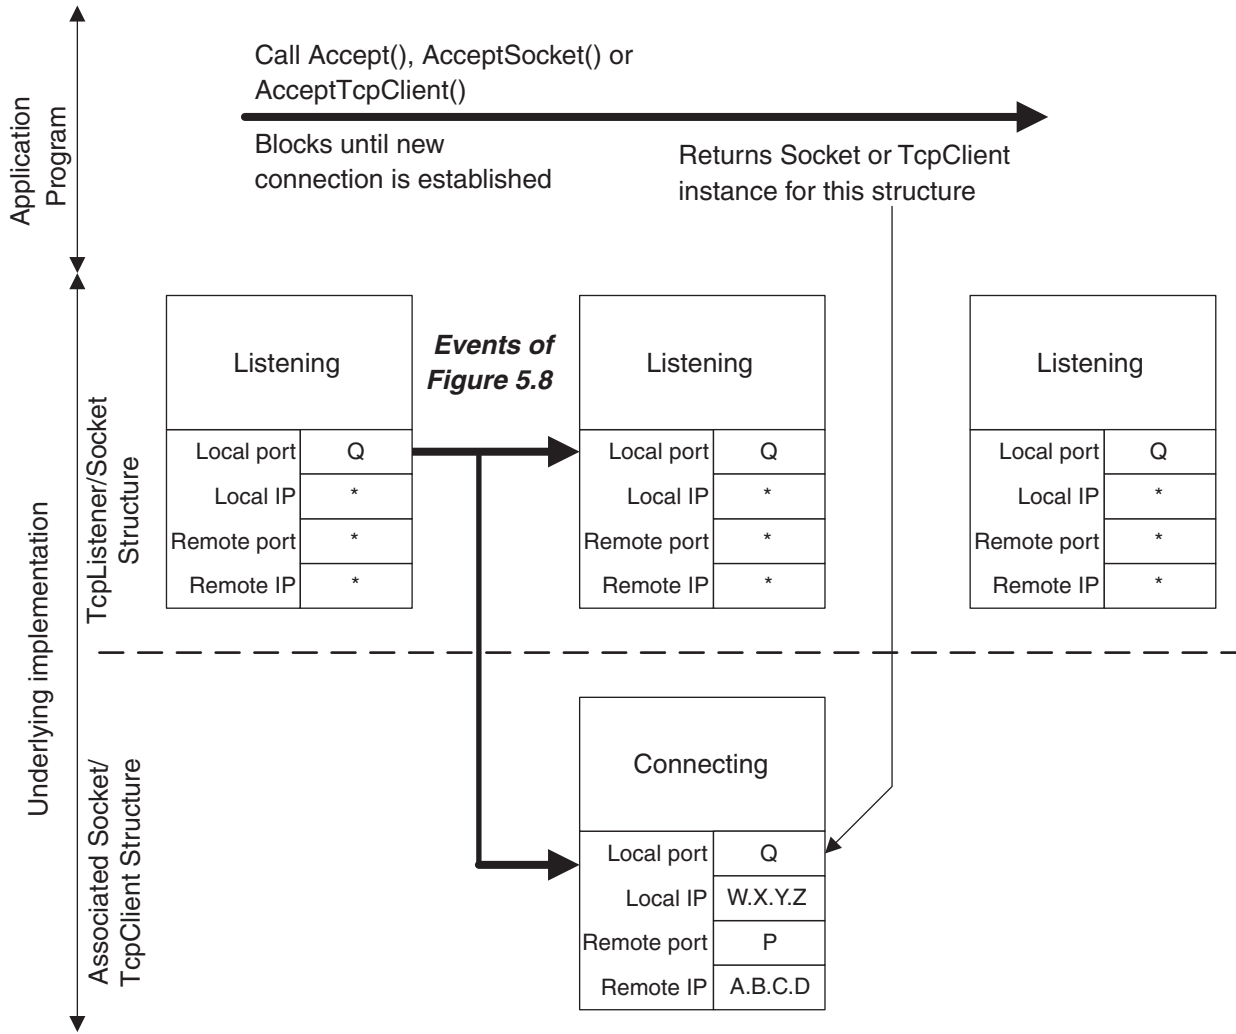 Call Accept(), AcceptSocket() or
AcceptTcpClient()
Blocks until new
connection is established
Returns Socket or TcpClient
instance for this structure
Application
Program
Underlying implementation
TcpListener/Socket
Structure
Listening
Local port Q
Local IP *
Remote port *
Remote IP *
Events of
Figure 5.8
Listening
Local port Q
Local IP *
Remote port *
Remote IP *
Listening
Local port Q
Local IP *
Remote port *
Remote IP *
Associated Socket/
TcpClient Structure
Connecting
Local port Q
Local IP W.X.Y.Z
Remote port P
Remote IP A.B.C.D